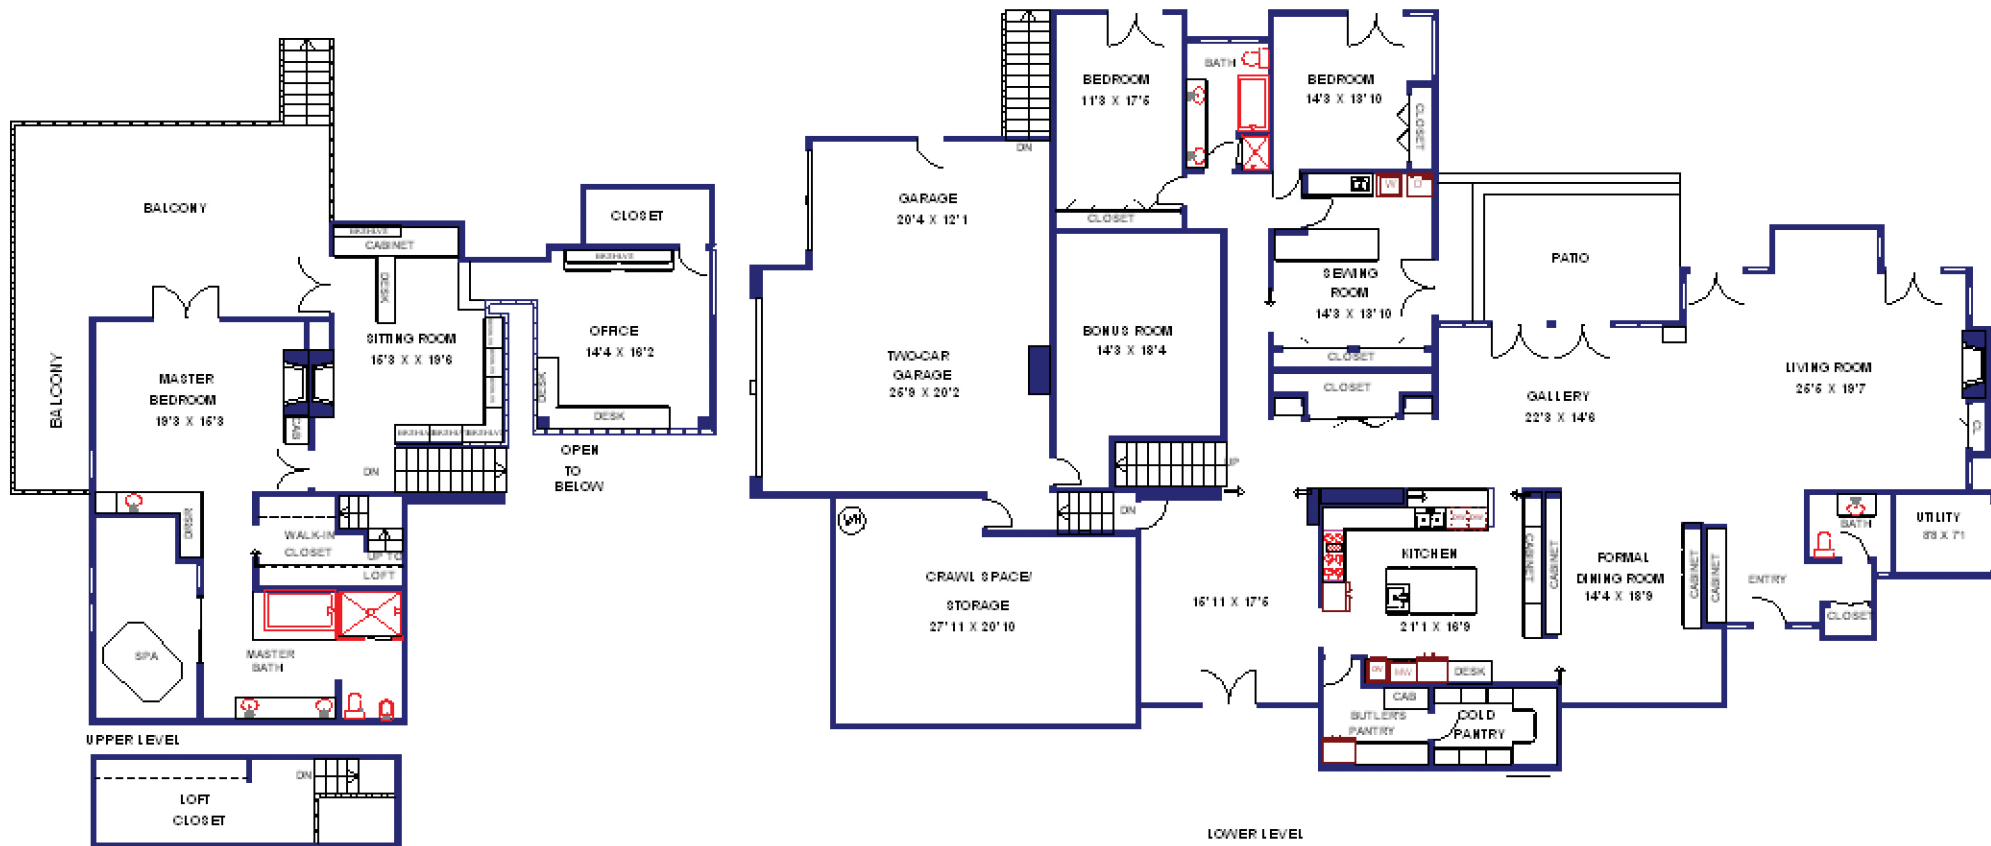 BALCONY
BALCONY
CABINET
DESK
CLOSET
OFFICE
14'4 X 16'2
DESK
DESK
SITTING ROOM
15'3 X X 19'6
MASTER
BEDROOM
19'3 X 15'3
CAB
DN
OPEN
TO
BELOW
WALK-IN
CLOSET
UP TO
LOFT
SPA
MASTER
BATH
UPPER LEVEL
DN
LOFT
CLOSET
DN
BEDROOM
11'3 X 17'5
CLOSET
BATH
BEDROOM
14'3 X 13'10
CLOSET
GARAGE
20'4 X 12'1
TWO-CAR
GARAGE
25'9 X 20'2
BONUS ROOM
14'3 X 18'4
UP
DN
W
D
SEWING
ROOM
14'3 X 13'10
CLOSET
CLOSET
PATIO
GALLERY
22'3 X 14'6
LIVING ROOM
25'5 X 19'7
CL
WH
CRAWL SPACE/
STORAGE
27'11 X 20'10
15'11 X 17'5
KITCHEN
21'1 X 16'9
DESK
MW
CABINET
CABINET
FORMAL
DINING ROOM
14'4 X 18'9
CABINET
CABINET
ENTRY
BATH
CLOSET
UTILITY
CAB
BUTLER'S
PANTRY
COLD
PANTRY
LOWER LEVEL